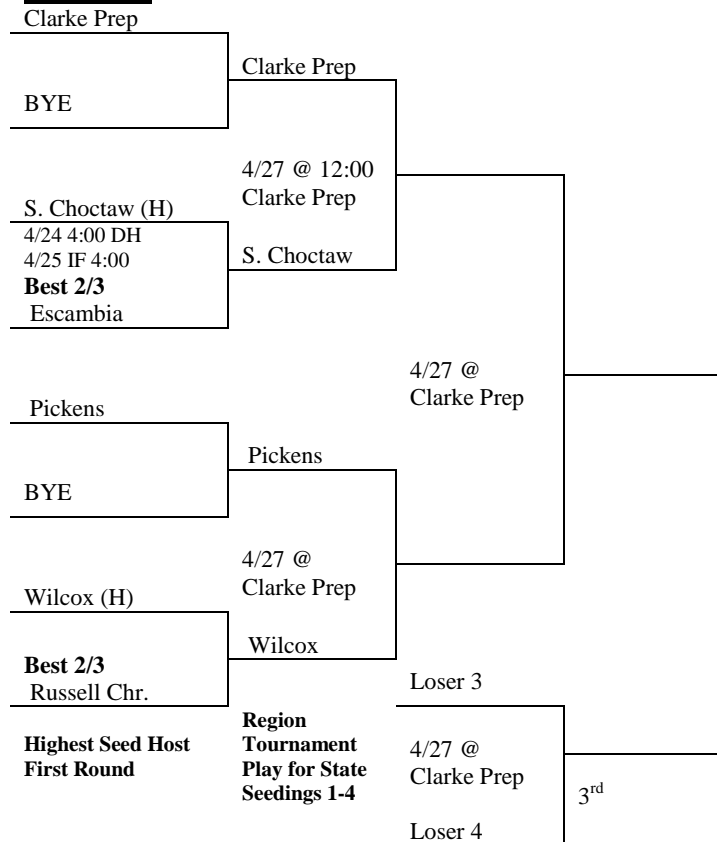 Clarke Prep
BYE
S. Choctaw (H)
4/24 4:00 DH
4/25 IF 4:00
Best 2/3
Escambia
Pickens
BYE
Wilcox (H)
Best 2/3
Russell Chr.
Highest Seed Host
First Round
Clarke Prep
4/27 @ 12:00
Clarke Prep
S. Choctaw
Pickens
4/27 @
Clarke Prep
Wilcox
Region
Tournament
Play for State
Seedings 1-4
4/27 @
Clarke Prep
Loser 3
4/27 @
Clarke Prep
Loser 4
3rd